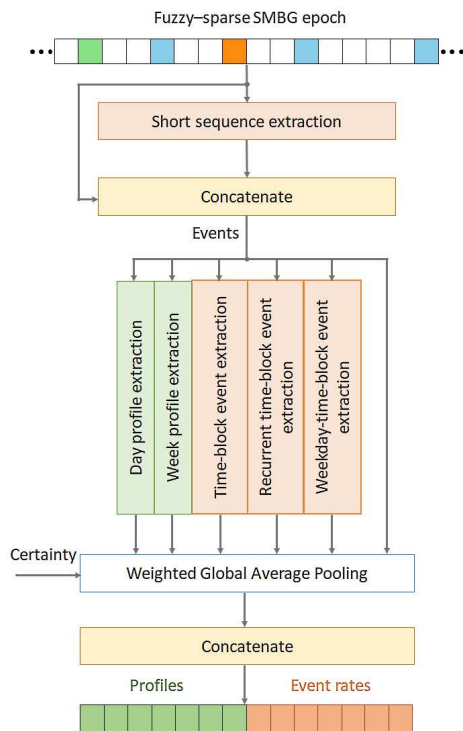 Fuzzy–sparse SMBG epoch
Short sequence extraction
Concatenate
Events
Day profile extraction
Week profile extraction
Time-block event extraction
Recurrent time-block event
extraction
Weekday-time-block event
extraction
Certainty
Weighted Global Average Pooling
Concatenate
Profiles
Event rates